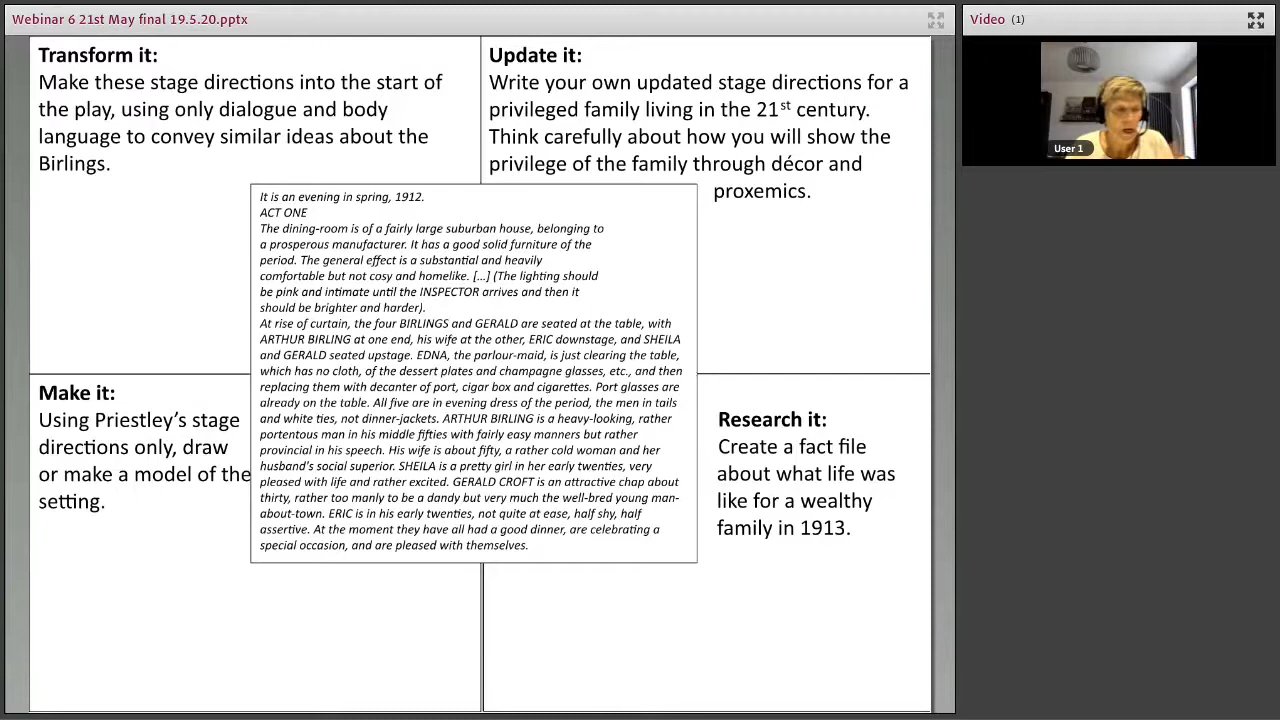 Webinar 6 21st May final 19.5.20.pptx
Video (1)
User 1
Transform it:
Make these stage directions into the start of
the play, using only dialogue and body
language to convey similar ideas about the
Birlings.
Update it:
Write your own updated stage directions for a
privileged family living in the 21st century.
Think carefully about how you will show the
privilege of the family through décor and
proxemics.
It is an evening in spring, 1912.
ACT ONE
The dining-room is of a fairly large suburban house, belonging to
a prosperous manufacturer. It has a good solid furniture of the
period. The general effect is a substantial and heavily
comfortable but not cosy and homelike. [...] (The lighting should
be pink and intimate until the INSPECTOR arrives and then it
should be brighter and harder).
At rise of curtain, the four BIRLINGS and GERALD are seated at the table, with
ARTHUR BIRLING at one end, his wife at the other, ERIC downstage, and SHEILA
and GERALD seated upstage. EDNA, the parlour-maid, is just clearing the table,
which has no cloth, of the dessert plates and champagne glasses, etc., and then
replacing them with decanter of port, cigar box and cigarettes. Port glasses are
already on the table. All five are in evening dress of the period, the men in tails
and white ties, not dinner-jackets. ARTHUR BIRLING is a heavy-looking, rather
portentous man in his middle fifties with fairly easy manners but rather
provincial in his speech. His wife is about fifty, a rather cold woman and her
husband's social superior. SHEILA is a pretty girl in her early twenties, very
pleased with life and rather excited. GERALD CROFT is an attractive chap about
thirty, rather too manly to be a dandy but very much the well-bred young man-
about-town. ERIC is in his early twenties, not quite at ease, half shy, half
assertive. At the moment they have all had a good dinner, are celebrating a
special occasion, and are pleased with themselves.
Make it:
Using Priestley's stage
directions only, draw
or make a model of the
setting.
Research it:
Create a fact file
about what life was
like for a wealthy
family in 1913.